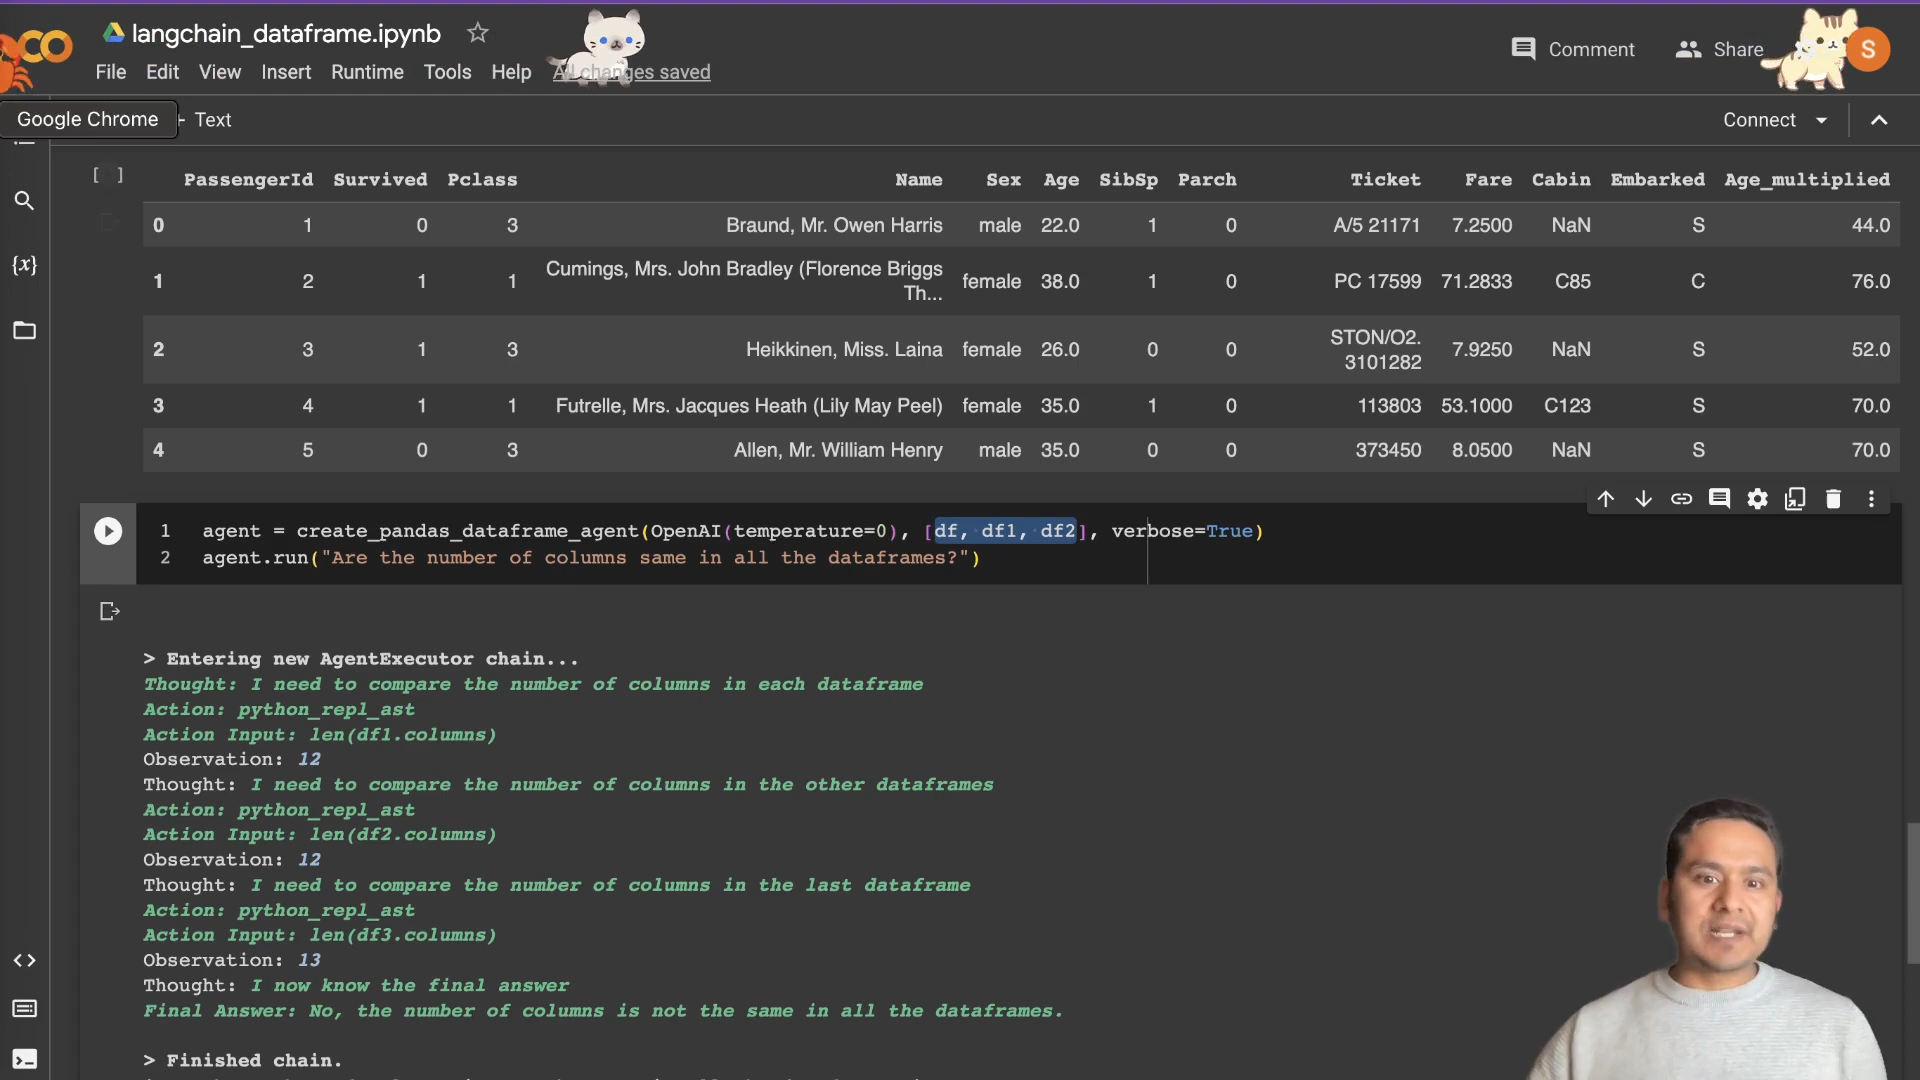 langchain_dataframe.ipynb
File Edit View Insert Runtime Tools Help All changes saved
Comment Share S
Google Chrome + Text Connect
[ ] PassengerId Survived Pclass Name Sex Age SibSp Parch Ticket Fare Cabin Embarked Age_multiplied
0 1 0 3 Braund, Mr. Owen Harris male 22.0 1 0 A/5 21171 7.2500 NaN S 44.0
1 2 1 1 Cumings, Mrs. John Bradley (Florence Briggs Th... female 38.0 1 0 PC 17599 71.2833 C85 C 76.0
2 3 1 3 Heikkinen, Miss. Laina female 26.0 0 0 STON/O2. 3101282 7.9250 NaN S 52.0
3 4 1 1 Futrelle, Mrs. Jacques Heath (Lily May Peel) female 35.0 1 0 113803 53.1000 C123 S 70.0
4 5 0 3 Allen, Mr. William Henry male 35.0 0 0 373450 8.0500 NaN S 70.0
1 agent = create_pandas_dataframe_agent(OpenAI(temperature=0), [df, df1, df2], verbose=True)
2 agent.run("Are the number of columns same in all the dataframes?")
> Entering new AgentExecutor chain...
Thought: I need to compare the number of columns in each dataframe
Action: python_repl_ast
Action Input: len(df1.columns)
Observation: 12
Thought: I need to compare the number of columns in the other dataframes
Action: python_repl_ast
Action Input: len(df2.columns)
Observation: 12
Thought: I need to compare the number of columns in the last dataframe
Action: python_repl_ast
Action Input: len(df3.columns)
Observation: 13
Thought: I now know the final answer
Final Answer: No, the number of columns is not the same in all the dataframes.
> Finished chain.